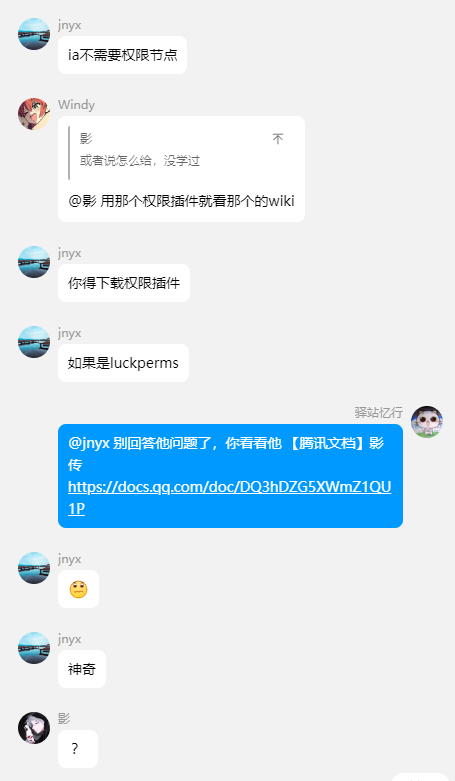 jnyx
ia不需要权限节点
Windy
影
或者说怎么给，没学过
@影 用那个权限插件就看那个的wiki
jnyx
你得下载权限插件
jnyx
如果是luckperms
驿站忆行
@jnyx 别回答他问题了，你看看他 【腾讯文档】影
传
https://docs.qq.com/doc/DQ3hDZG5XWmZ1QU
1P
jnyx
jnyx
神奇
影
？